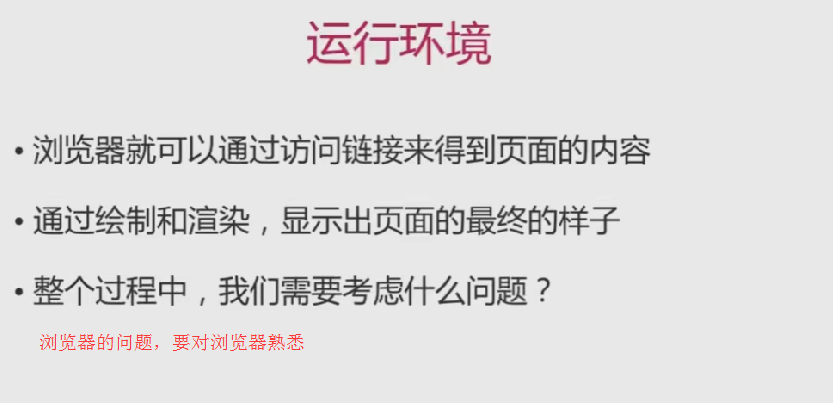 运行环境
• 浏览器就可以通过访问链接来得到页面的内容
• 通过绘制和渲染，显示出页面的最终的样子
• 整个过程中，我们需要考虑什么问题？
浏览器的问题，要对浏览器熟悉